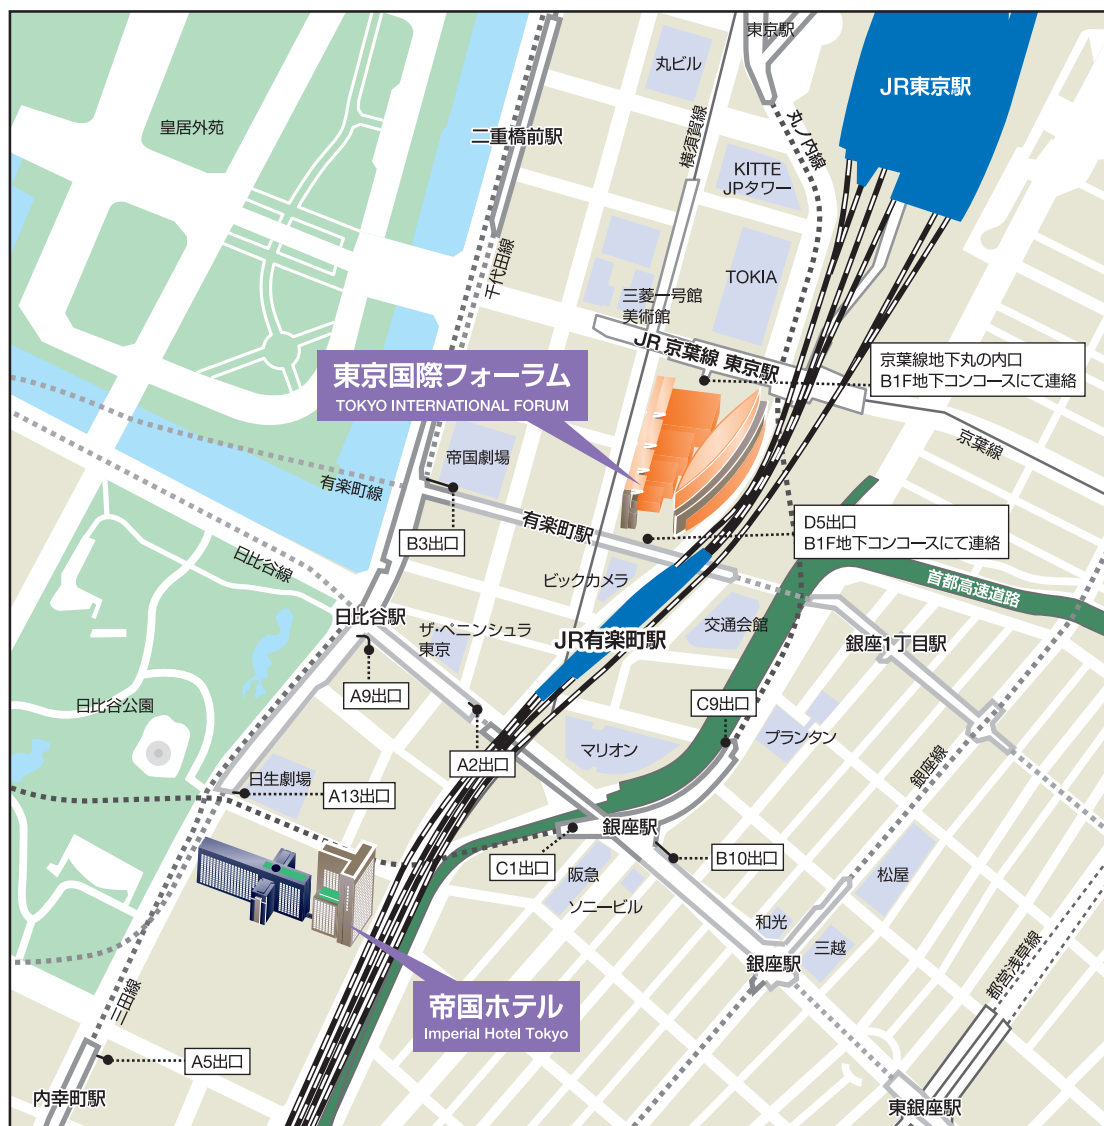 東京駅
丸ビル
JR東京駅
皇居外苑
二重橋前駅
横須賀線
丸ノ内線
KITTE
JPタワー
千代田線
TOKIA
三菱一号館
美術館
JR 京葉線 東京駅
京葉線地下丸の内口
B1F地下コンコースにて連絡
東京国際フォーラム
TOKYO INTERNATIONAL FORUM
京葉線
帝国劇場
有楽町線
有楽町駅
D5出口
B1F地下コンコースにて連絡
B3出口
日比谷線
ビックカメラ
首都高速道路
日比谷駅
ザ・ペニンシュラ
東京
JR有楽町駅
交通会館
銀座1丁目駅
A9出口
日比谷公園
C9出口
プランタン
マリオン
A2出口
銀座線
日生劇場
A13出口
銀座駅
C1出口
B10出口
阪急
松屋
ソニービル
和光
三越
銀座駅
都営浅草線
帝国ホテル
Imperial Hotel Tokyo
三田線
A5出口
内幸町駅
東銀座駅